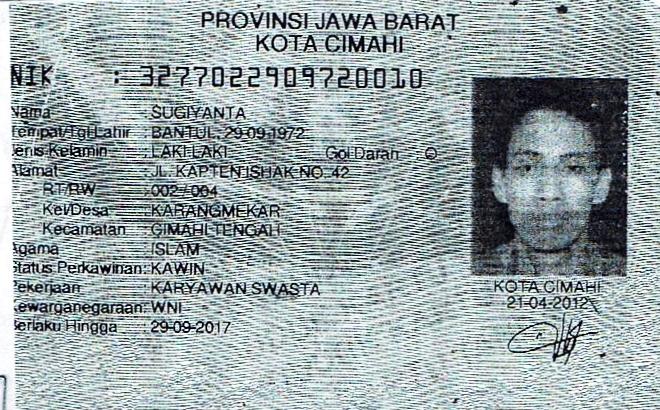 PROVINSI JAWA BARAT
KOTA CIMAHI
NIK : 3277022909720010
Nama : SUGIYANTA
Tempat/Tgl Lahir : BANTUL, 29-09-1972
Jenis Kelamin : LAKI-LAKI Gol Darah : O
Alamat : JL. KAPTEN ISHAK NO. 42
RT/RW : 002 / 004
Kel/Desa : KARANGMEKAR
Kecamatan : CIMAHI TENGAH
Agama : ISLAM
Status Perkawinan: KAWIN
Pekerjaan : KARYAWAN SWASTA
Kewarganegaraan: WNI
Berlaku Hingga : 29-09-2017
KOTA CIMAHI
21-04-2012